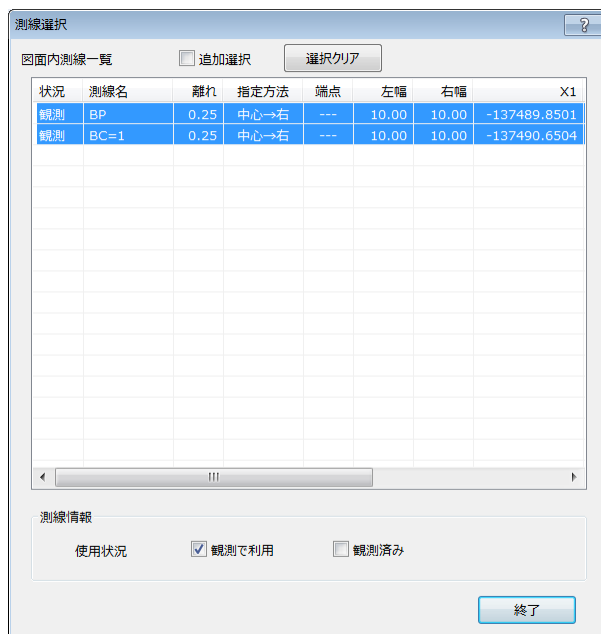 測線選択 ?
図面内測線一覧 追加選択 選択クリア
状況 測線名 離れ 指定方法 端点 左幅 右幅 X1
観測 BP 0.25 中心→右 --- 10.00 10.00 -137489.8501
観測 BC=1 0.25 中心→右 --- 10.00 10.00 -137490.6504
測線情報
使用状況 観測で利用 観測済み
終了